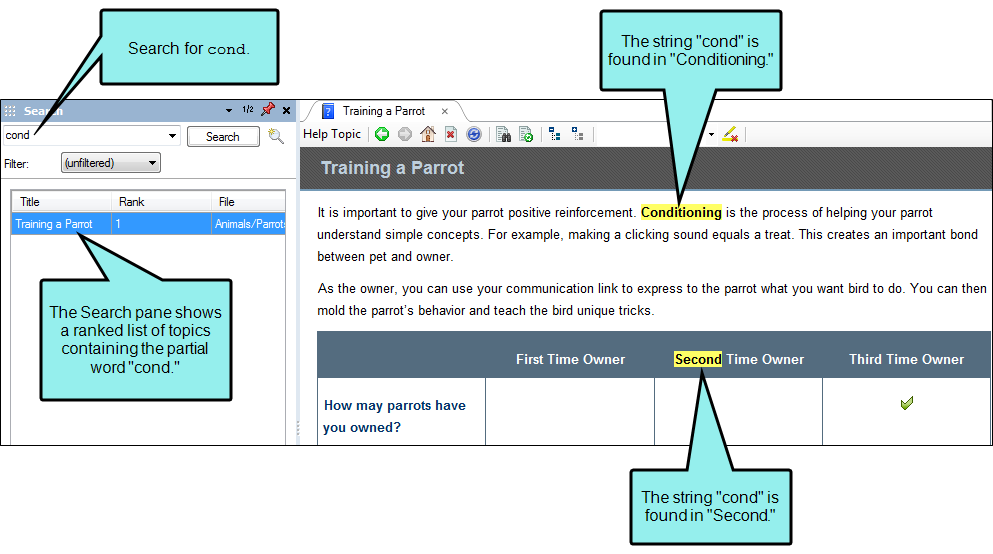 Search for cond.
The string "cond" is
found in "Conditioning."
Search
1/2
cond
Search
Filter:
(unfiltered)
Title Rank File
Training a Parrot 1 Animals/Parrots
The Search pane shows
a ranked list of topics
containing the partial
word "cond."
Training a Parrot
Help Topic
Training a Parrot
It is important to give your parrot positive reinforcement. Conditioning is the process of helping your parrot
understand simple concepts. For example, making a clicking sound equals a treat. This creates an important bond
between pet and owner.
As the owner, you can use your communication link to express to the parrot what you want bird to do. You can then
mold the parrot's behavior and teach the bird unique tricks.
First Time Owner Second Time Owner Third Time Owner
How may parrots have
you owned?
The string "cond" is
found in "Second."